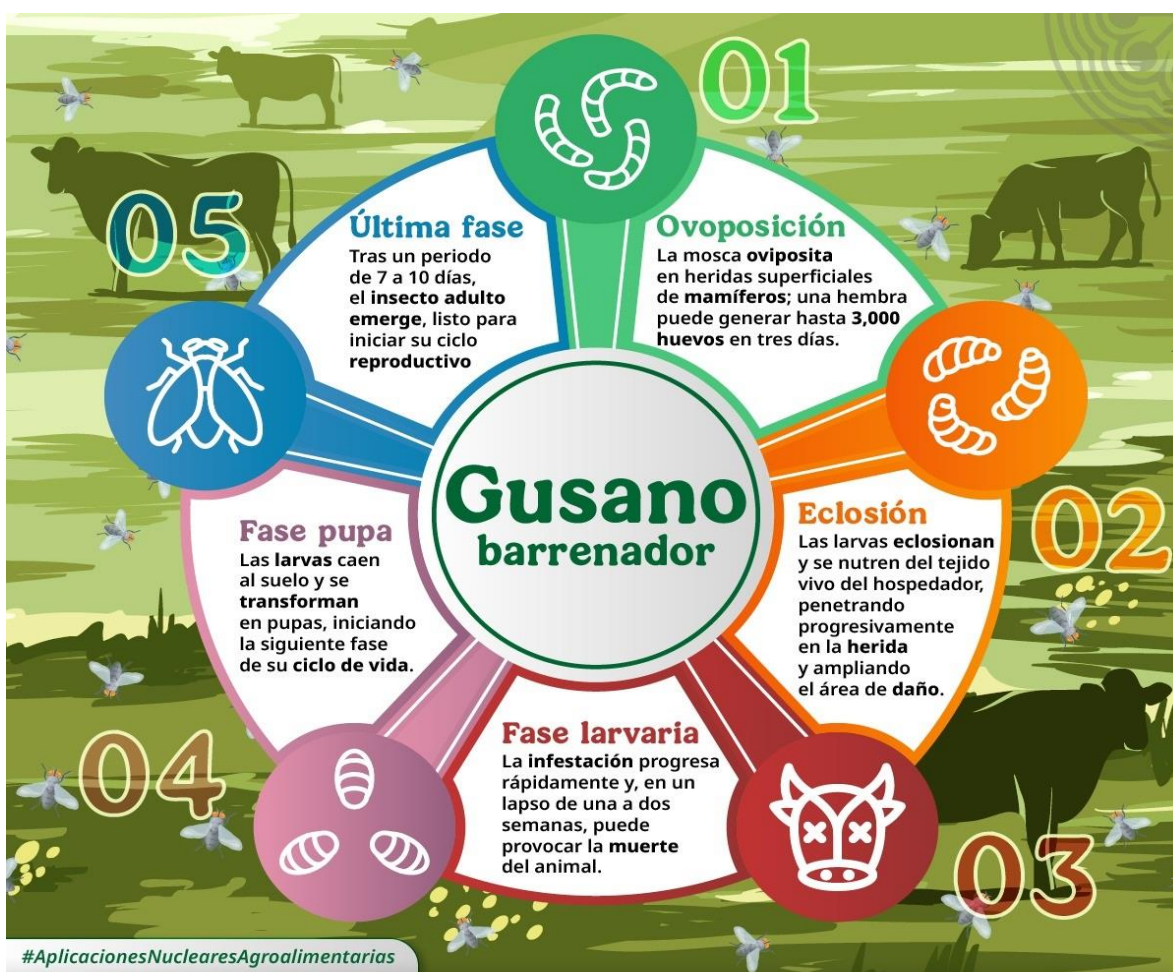 01
Ovoposición
La mosca oviposita
en heridas superficiales
de mamíferos; una hembra
puede generar hasta 3,000
huevos en tres días.
02
Eclosión
Las larvas eclosionan
y se nutren del tejido
vivo del hospedador,
penetrando
progresivamente
en la herida
y ampliando
el área de daño.
03
Fase larvaria
La infestación progresa
rápidamente y, en un
lapso de una a dos
semanas, puede
provocar la muerte
del animal.
04
Fase pupa
Las larvas caen
al suelo y se
transforman
en pupas, iniciando
la siguiente fase
de su ciclo de vida.
05
Última fase
Tras un periodo
de 7 a 10 días,
el insecto adulto
emerge, listo para
iniciar su ciclo
reproductivo
Gusano
barrenador
#AplicacionesNuclearesAgroalimentarias